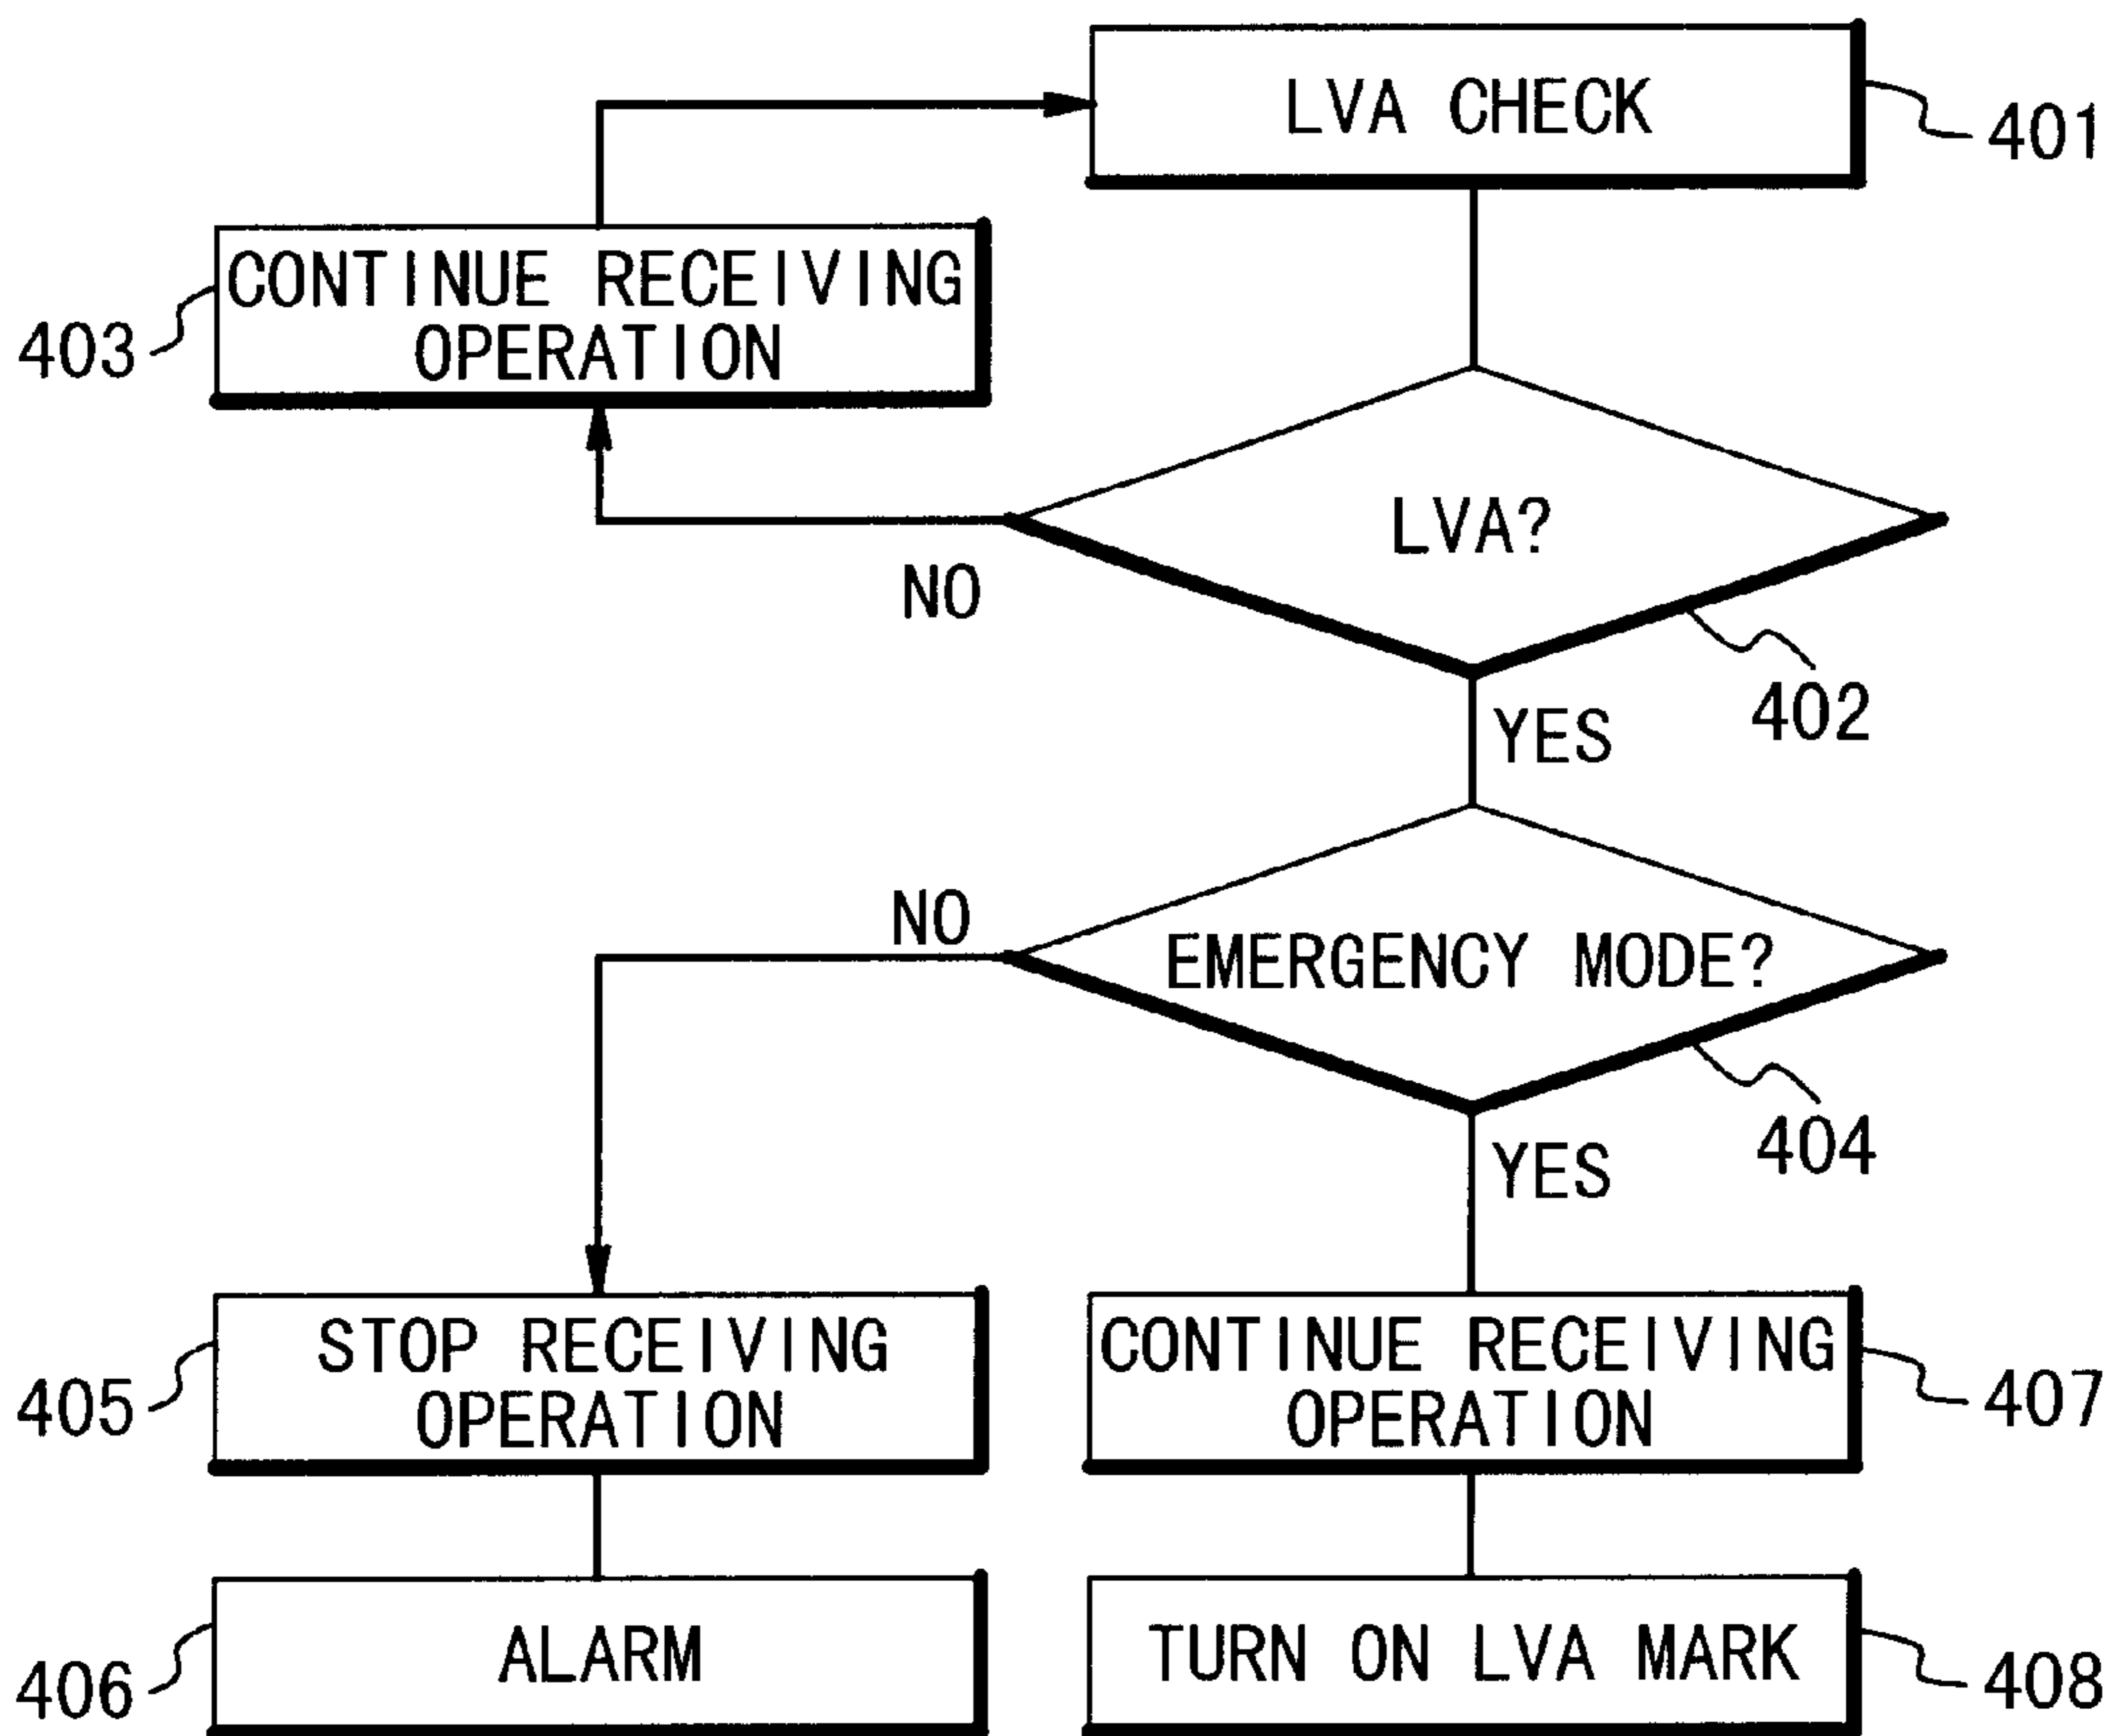 LVA CHECK
401
CONTINUE RECEIVING
OPERATION
403
LVA?
NO
402
YES
NO
EMERGENCY MODE?
404
YES
STOP RECEIVING
OPERATION
405
CONTINUE RECEIVING
OPERATION
407
ALARM
406
TURN ON LVA MARK
408